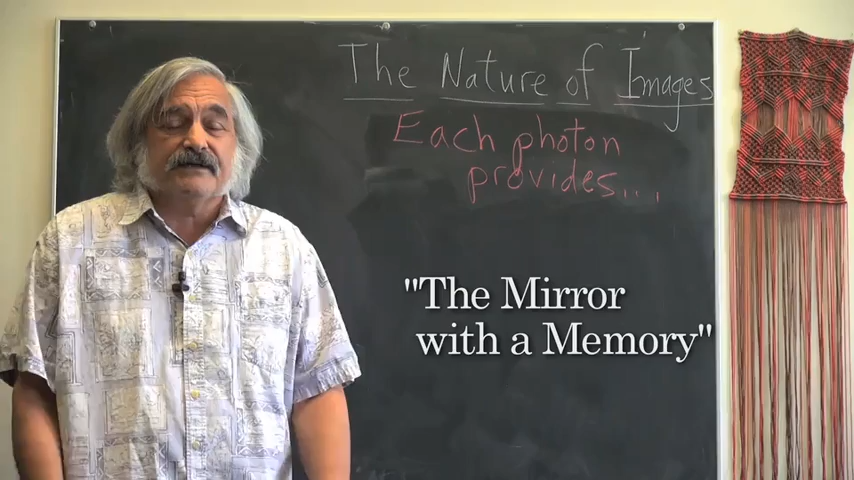 The Nature of Images
Each photon
provides....
"The Mirror
with a Memory"